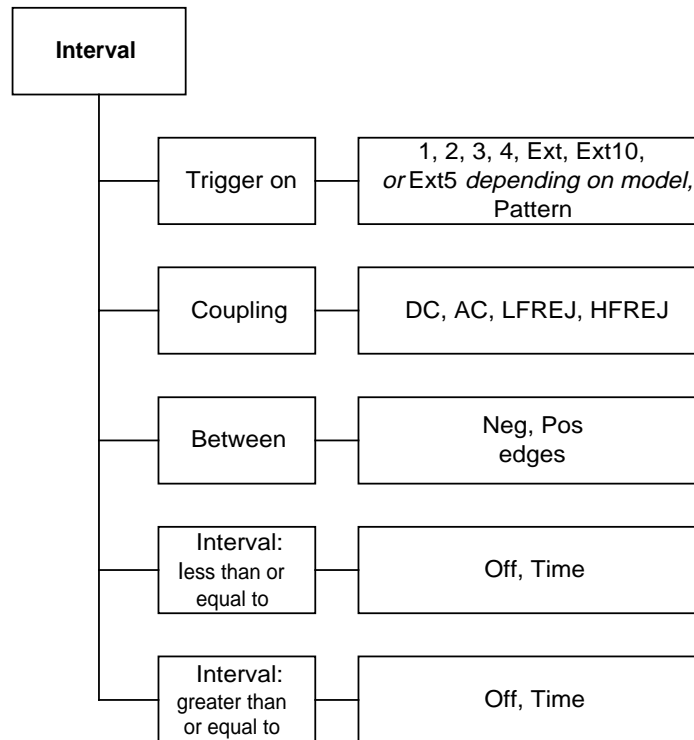 Interval
Trigger on
1, 2, 3, 4, Ext, Ext10,
or Ext5 depending on model,
Pattern
Coupling
DC, AC, LFREJ, HFREJ
Between
Neg, Pos
edges
Interval:
less than or
equal to
Off, Time
Interval:
greater than
or equal to
Off, Time